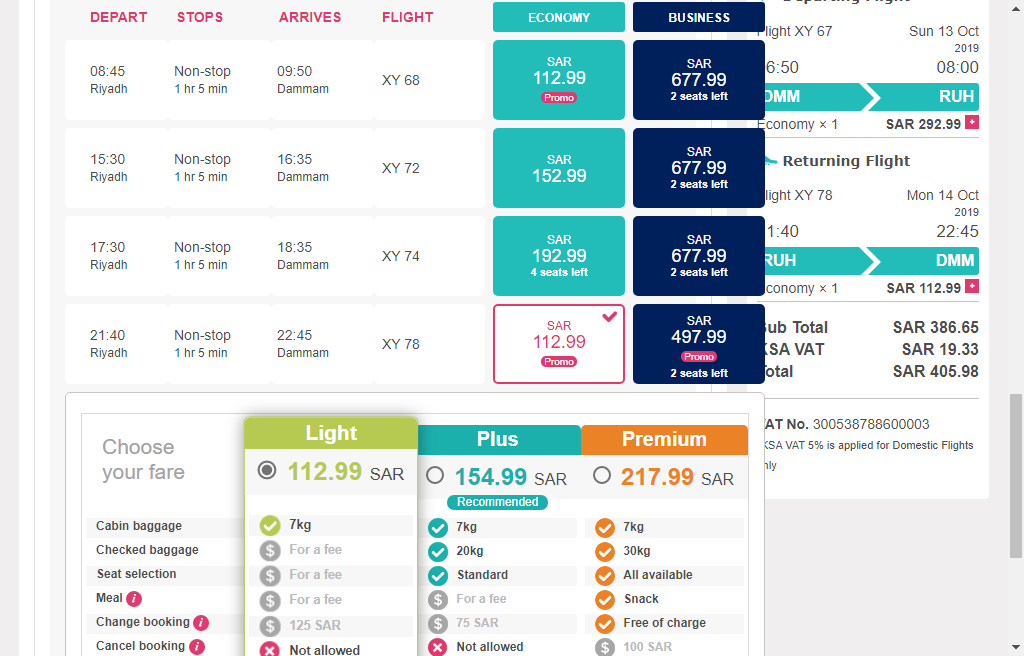 DEPART STOPS ARRIVES FLIGHT ECONOMY BUSINESS
08:45 Non-stop 09:50 XY 68
Riyadh 1 hr 5 min Dammam
SAR
112.99
Promo
SAR
677.99
2 seats left
15:30 Non-stop 16:35 XY 72
Riyadh 1 hr 5 min Dammam
SAR
152.99
SAR
677.99
2 seats left
17:30 Non-stop 18:35 XY 74
Riyadh 1 hr 5 min Dammam
SAR
192.99
4 seats left
SAR
677.99
2 seats left
21:40 Non-stop 22:45 XY 78
Riyadh 1 hr 5 min Dammam
SAR
112.99
Promo
SAR
497.99
Promo
2 seats left
Choose
your fare
Light
112.99 SAR
Plus
154.99 SAR
Recommended
Premium
217.99 SAR
Cabin baggage 7kg 7kg 7kg
Checked baggage $ For a fee 20kg 30kg
Seat selection $ For a fee Standard All available
Meal i $ For a fee $ For a fee Snack
Change booking i $ 125 SAR $ 75 SAR Free of charge
Cancel booking i Not allowed Not allowed $ 100 SAR
light XY 67 Sun 13 Oct
2019
6:50 08:00
DMM RUH
Economy × 1 SAR 292.99 +
Returning Flight
light XY 78 Mon 14 Oct
2019
1:40 22:45
RUH DMM
conomy × 1 SAR 112.99 +
Sub Total SAR 386.65
KSA VAT SAR 19.33
Total SAR 405.98
VAT No. 300538788600003
KSA VAT 5% is applied for Domestic Flights
nly